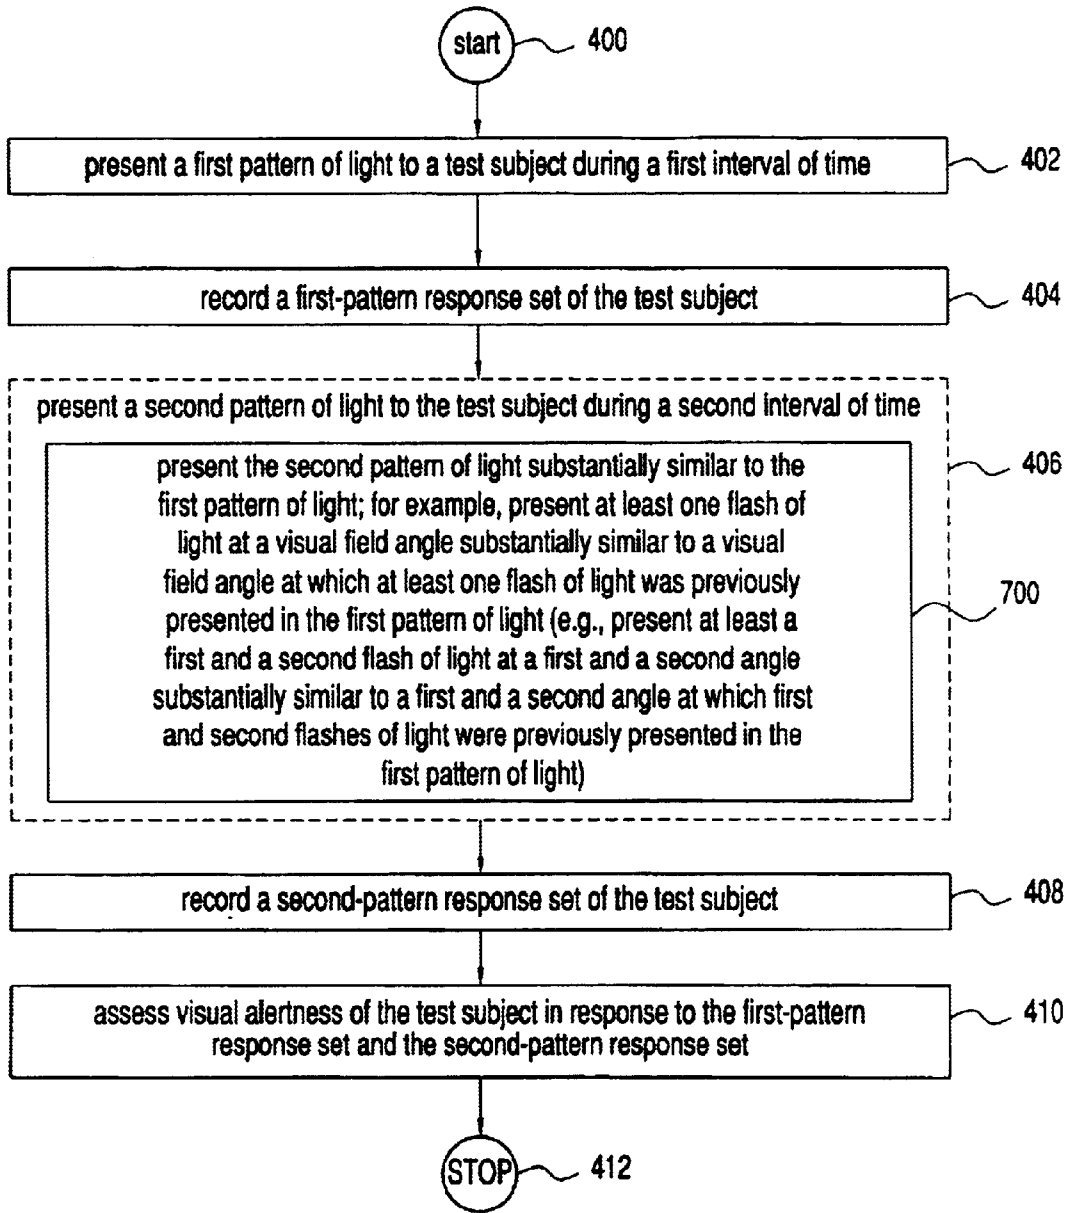 start
400
present a first pattern of light to a test subject during a first interval of time
402
record a first-pattern response set of the test subject
404
present a second pattern of light to the test subject during a second interval of time
406
present the second pattern of light substantially similar to the
first pattern of light; for example, present at least one flash of
light at a visual field angle substantially similar to a visual
field angle at which at least one flash of light was previously
presented in the first pattern of light (e.g., present at least a
first and a second flash of light at a first and a second angle
substantially similar to a first and a second angle at which first
and second flashes of light were previously presented in the
first pattern of light)
700
record a second-pattern response set of the test subject
408
assess visual alertness of the test subject in response to the first-pattern
response set and the second-pattern response set
410
STOP
412